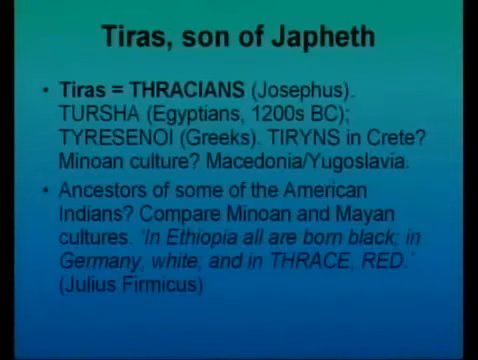 Tiras, son of Japheth
• Tiras = THRACIANS (Josephus).
TURSHA (Egyptians, 1200s BC);
TYRESENOI (Greeks). TIRYNS in Crete?
Minoan culture? Macedonia/Yugoslavia.
• Ancestors of some of the American
Indians? Compare Minoan and Mayan
cultures. ‘In Ethiopia all are born black; in
Germany, white; and in THRACE, RED.’
(Julius Firmicus)